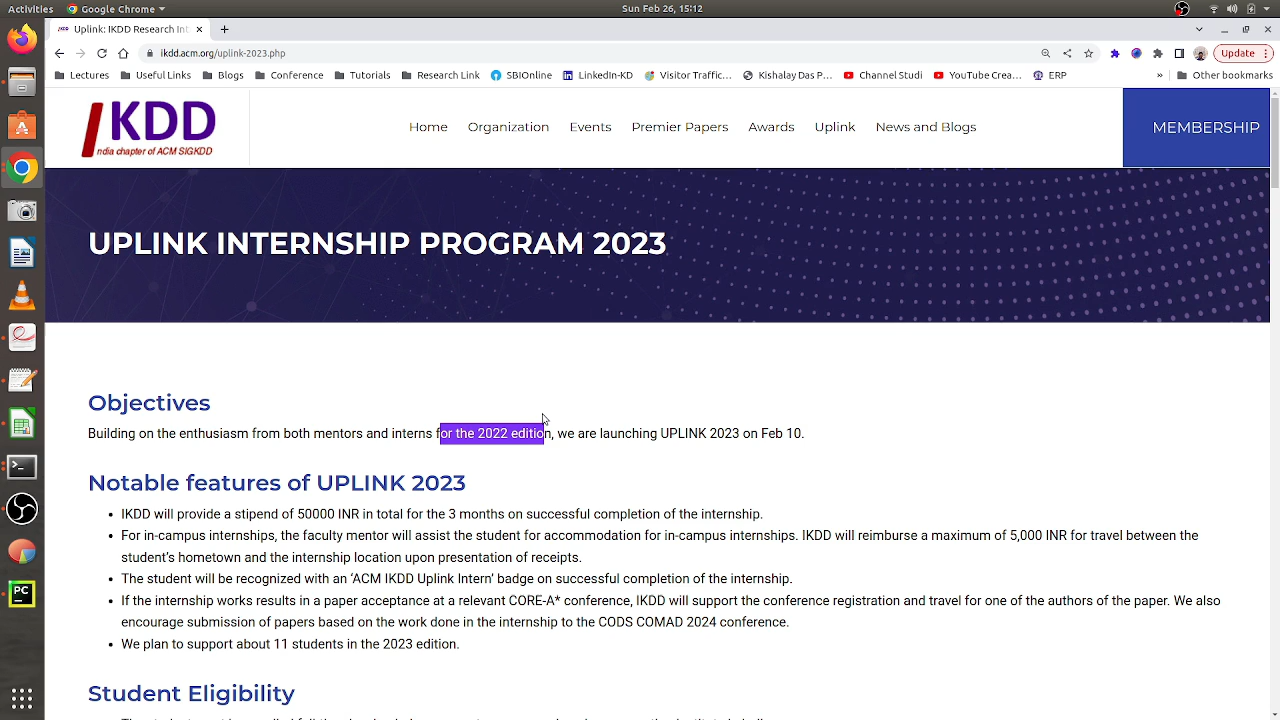 Activities Google Chrome Sun Feb 26, 15:12
Uplink: IKDD Research Int
ikdd.acm.org/uplink-2023.php Update
Lectures Useful Links Blogs Conference Tutorials Research Link SBIOnline LinkedIn-KD Visitor Traffic... Kishalay Das P... Channel Studi YouTube Crea... ERP » Other bookmarks
IKDD
ndia chapter of ACM SIGKDD
Home Organization Events Premier Papers Awards Uplink News and Blogs MEMBERSHIP
UPLINK INTERNSHIP PROGRAM 2023
Objectives
Building on the enthusiasm from both mentors and interns for the 2022 edition, we are launching UPLINK 2023 on Feb 10.
Notable features of UPLINK 2023
• IKDD will provide a stipend of 50000 INR in total for the 3 months on successful completion of the internship.
• For in-campus internships, the faculty mentor will assist the student for accommodation for in-campus internships. IKDD will reimburse a maximum of 5,000 INR for travel between the
student's hometown and the internship location upon presentation of receipts.
• The student will be recognized with an ‘ACM IKDD Uplink Intern’ badge on successful completion of the internship.
• If the internship works results in a paper acceptance at a relevant CORE-A* conference, IKDD will support the conference registration and travel for one of the authors of the paper. We also
encourage submission of papers based on the work done in the internship to the CODS COMAD 2024 conference.
• We plan to support about 11 students in the 2023 edition.
Student Eligibility
PC